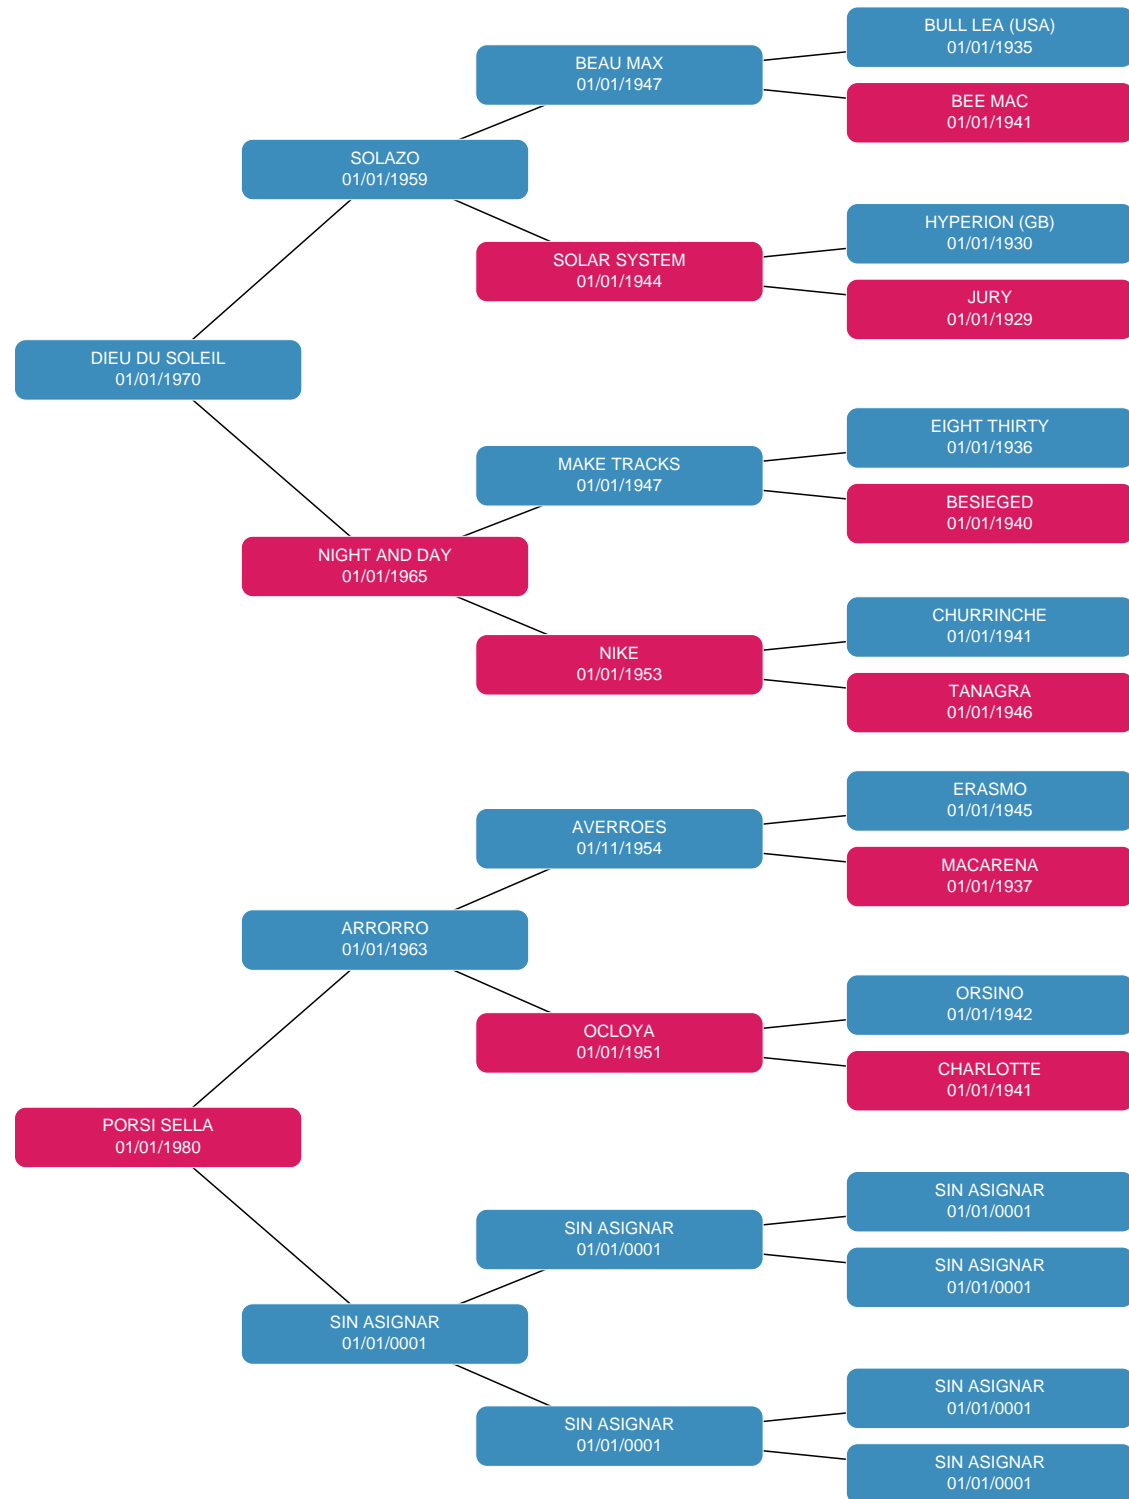 BULL LEA (USA)
01/01/1935
BEAU MAX
01/01/1947
BEE MAC
01/01/1941
SOLAZO
01/01/1959
HYPERION (GB)
01/01/1930
SOLAR SYSTEM
01/01/1944
JURY
01/01/1929
DIEU DU SOLEIL
01/01/1970
EIGHT THIRTY
01/01/1936
MAKE TRACKS
01/01/1947
BESIEGED
01/01/1940
NIGHT AND DAY
01/01/1965
CHURRINCHE
01/01/1941
NIKE
01/01/1953
TANAGRA
01/01/1946
ERASMO
01/01/1945
AVERROES
01/11/1954
MACARENA
01/01/1937
ARRORRO
01/01/1963
ORSINO
01/01/1942
OCLOYA
01/01/1951
CHARLOTTE
01/01/1941
PORSI SELLA
01/01/1980
SIN ASIGNAR
01/01/0001
SIN ASIGNAR
01/01/0001
SIN ASIGNAR
01/01/0001
SIN ASIGNAR
01/01/0001
SIN ASIGNAR
01/01/0001
SIN ASIGNAR
01/01/0001
SIN ASIGNAR
01/01/0001